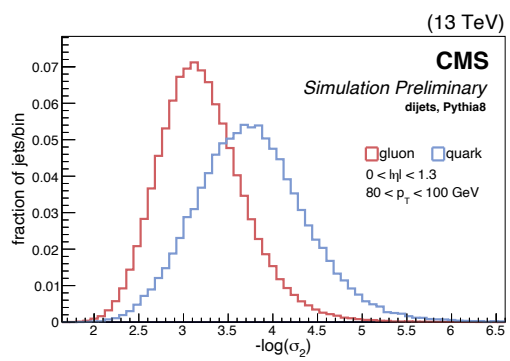 (13 TeV)
CMS
Simulation Preliminary
dijets, Pythia8
gluon quark
0 < |η| < 1.3
80 < p_T < 100 GeV
fraction of jets/bin
0.07
0.06
0.05
0.04
0.03
0.02
0.01
0
2 2.5 3 3.5 4 4.5 5 5.5 6 6.5
-log(σ₂)